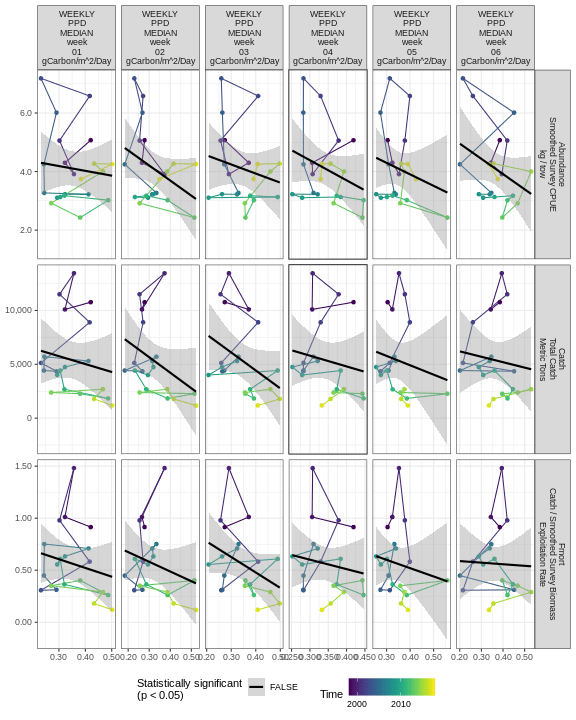 WEEKLY
PPD
MEDIAN
week
01
gCarbon/m^2/Day
WEEKLY
PPD
MEDIAN
week
02
gCarbon/m^2/Day
WEEKLY
PPD
MEDIAN
week
03
gCarbon/m^2/Day
WEEKLY
PPD
MEDIAN
week
04
gCarbon/m^2/Day
WEEKLY
PPD
MEDIAN
week
05
gCarbon/m^2/Day
WEEKLY
PPD
MEDIAN
week
06
gCarbon/m^2/Day
6.0
4.0
2.0
Abundance
Smoothed Survey CPUE
kg / tow
10,000
5,000
0
Catch
Total Catch
Metric Tons
1.50
1.00
0.50
0.00
Fmort
Catch / Smoothed Survey Biomass
Exploitation Rate
0.30 0.40 0.50
0.20 0.30 0.40 0.50
0.20 0.30 0.40 0.50
0.250 0.300 0.350 0.400 0.450
0.30 0.40 0.50
0.20 0.30 0.40 0.50
Statistically significant
(p < 0.05)
FALSE
Time
2000 2010